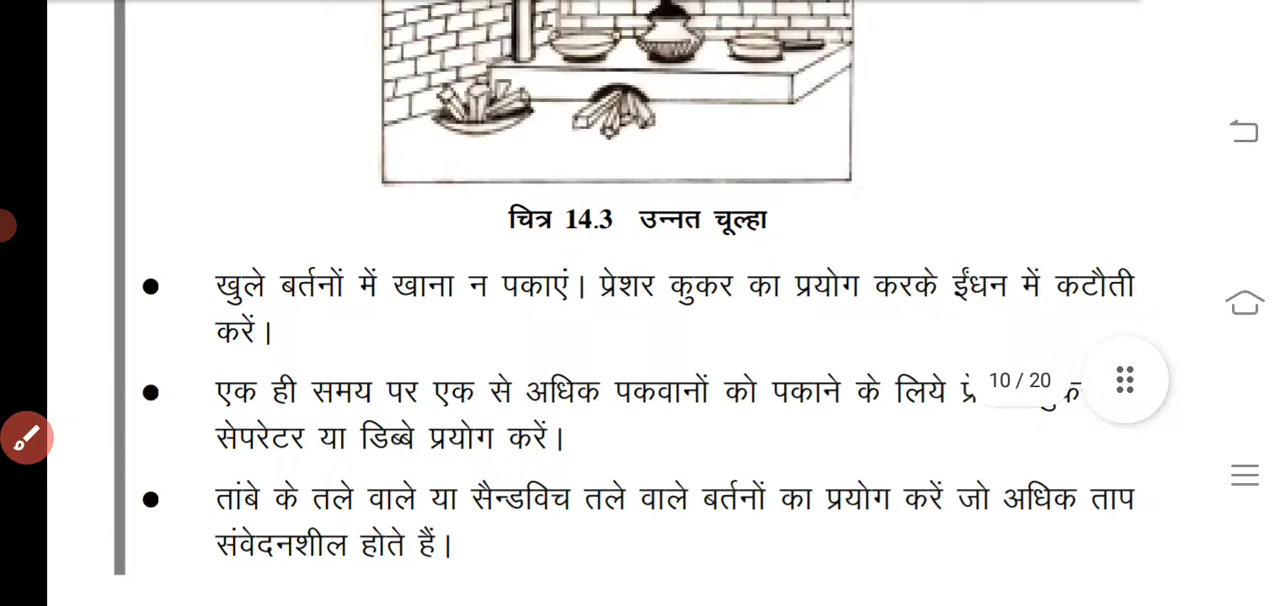 चित्र 14.3 उन्नत चूल्हा
● खुले बर्तनों में खाना न पकाएं। प्रेशर कुकर का प्रयोग करके ईंधन में कटौती
करें।
● एक ही समय पर एक से अधिक पकवानों को पकाने के लिये
10 / 20
सेपरेटर या डिब्बे प्रयोग करें।
● तांबे के तले वाले या सैन्डविच तले वाले बर्तनों का प्रयोग करें जो अधिक ताप
संवेदनशील होते हैं।